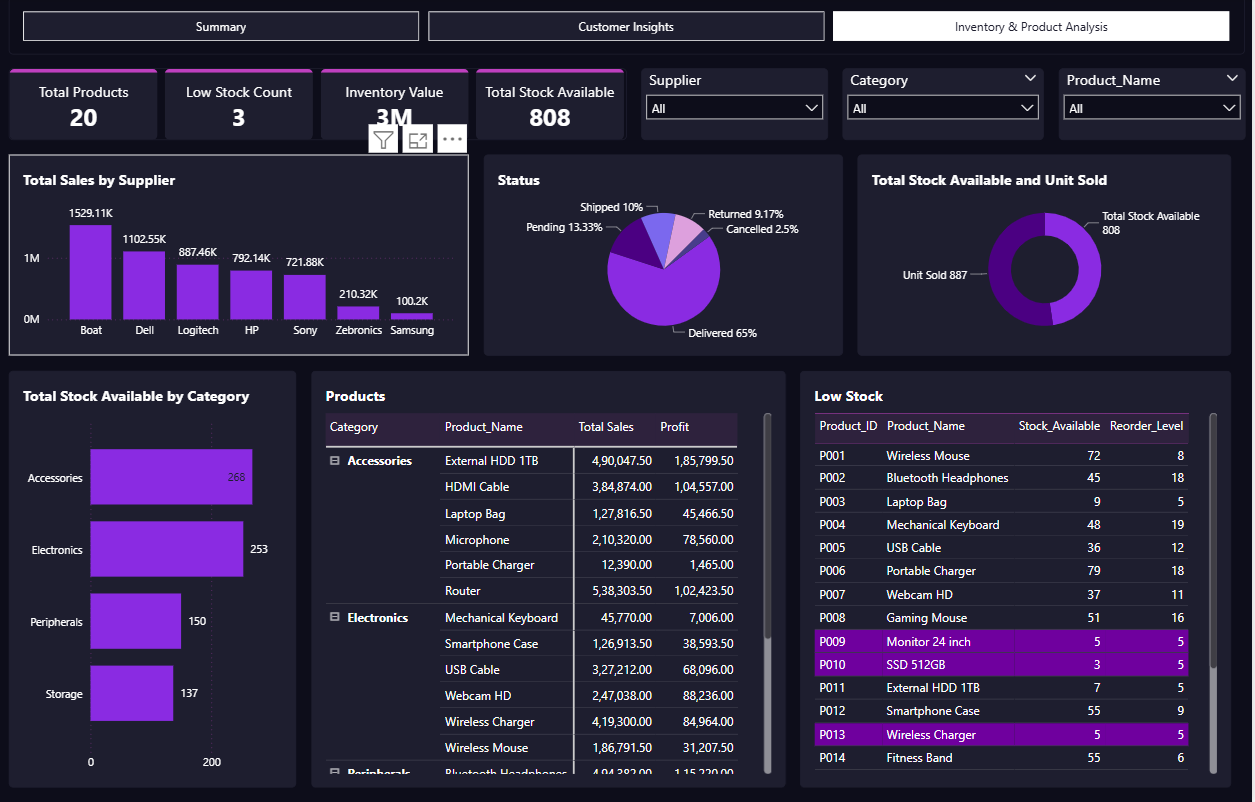 Summary
Customer Insights
Inventory & Product Analysis
Total Products
20
Low Stock Count
3
Inventory Value
3M
Total Stock Available
808
Supplier
All
Category
All
Product_Name
All
Total Sales by Supplier
1529.11K
1102.55K
887.46K
792.14K
721.88K
210.32K
100.2K
1M
0M
Boat Dell Logitech HP Sony Zebronics Samsung
Status
Shipped 10%
Returned 9.17%
Pending 13.33%
Cancelled 2.5%
Delivered 65%
Total Stock Available and Unit Sold
Total Stock Available
808
Unit Sold 887
Total Stock Available by Category
Accessories 268
Electronics 253
Peripherals 150
Storage 137
0 200
Products
Category Product_Name Total Sales Profit
Accessories External HDD 1TB 4,90,047.50 1,85,799.50
HDMI Cable 3,84,874.00 1,04,557.00
Laptop Bag 1,27,816.50 45,466.50
Microphone 2,10,320.00 78,560.00
Portable Charger 12,390.00 1,465.00
Router 5,38,303.50 1,02,423.50
Electronics Mechanical Keyboard 45,770.00 7,006.00
Smartphone Case 1,26,913.50 38,593.50
USB Cable 3,27,212.00 68,096.00
Webcam HD 2,47,038.00 88,236.00
Wireless Charger 4,19,300.00 84,964.00
Wireless Mouse 1,86,791.50 31,207.50
Peripherals Bluetooth Headphones 4,94,382.00 1,15,220.00
Low Stock
Product_ID Product_Name Stock_Available Reorder_Level
P001 Wireless Mouse 72 8
P002 Bluetooth Headphones 45 18
P003 Laptop Bag 9 5
P004 Mechanical Keyboard 48 19
P005 USB Cable 36 12
P006 Portable Charger 79 18
P007 Webcam HD 37 11
P008 Gaming Mouse 51 16
P009 Monitor 24 inch 5 5
P010 SSD 512GB 3 5
P011 External HDD 1TB 7 5
P012 Smartphone Case 55 9
P013 Wireless Charger 5 5
P014 Fitness Band 55 6